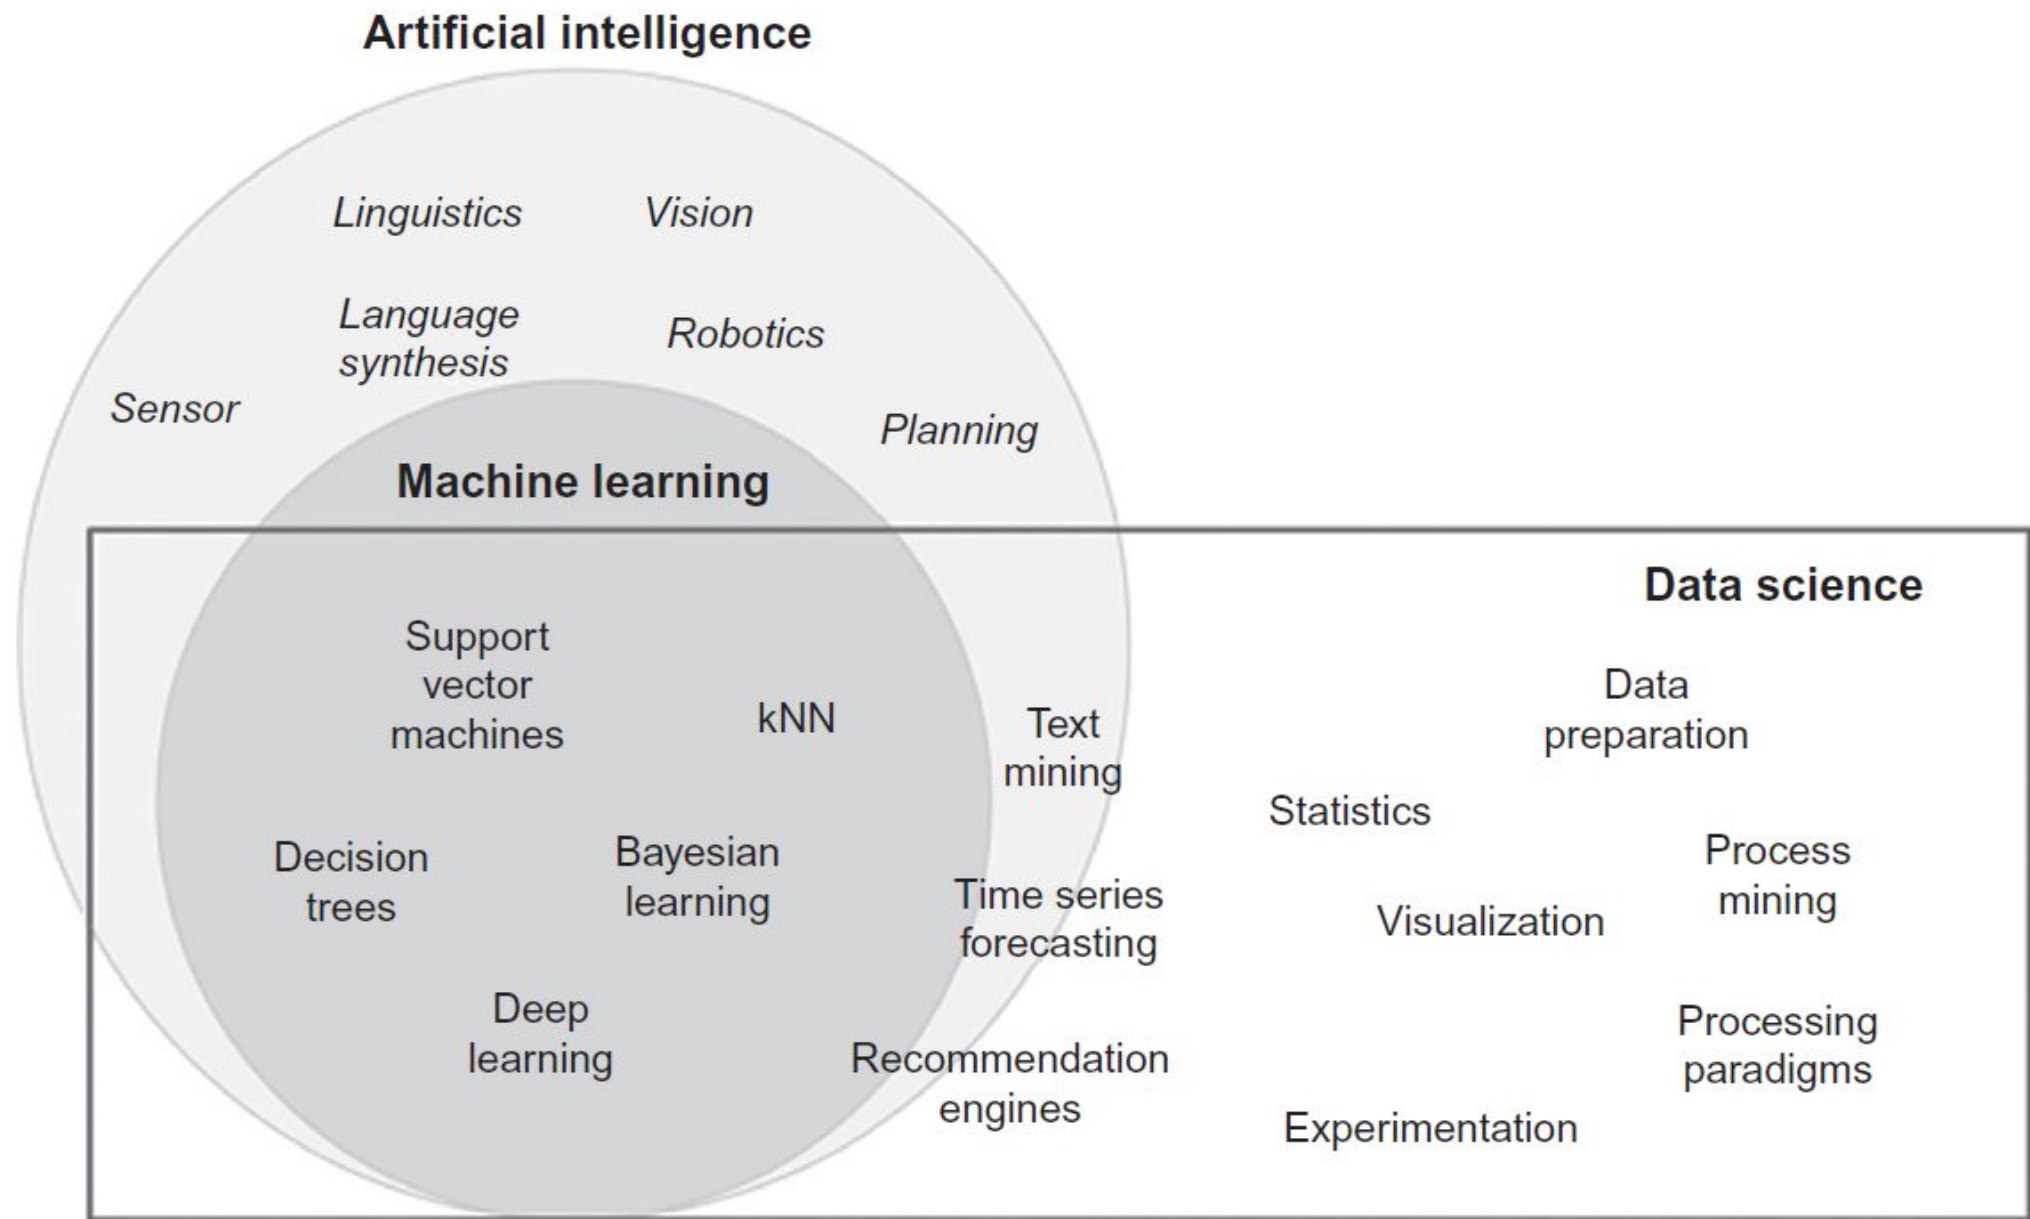 Artificial intelligence
Linguistics
Vision
Language
synthesis
Robotics
Sensor
Planning
Machine learning
Data science
Support
vector
machines
kNN
Text
mining
Data
preparation
Statistics
Decision
trees
Bayesian
learning
Time series
forecasting
Visualization
Process
mining
Deep
learning
Recommendation
engines
Processing
paradigms
Experimentation